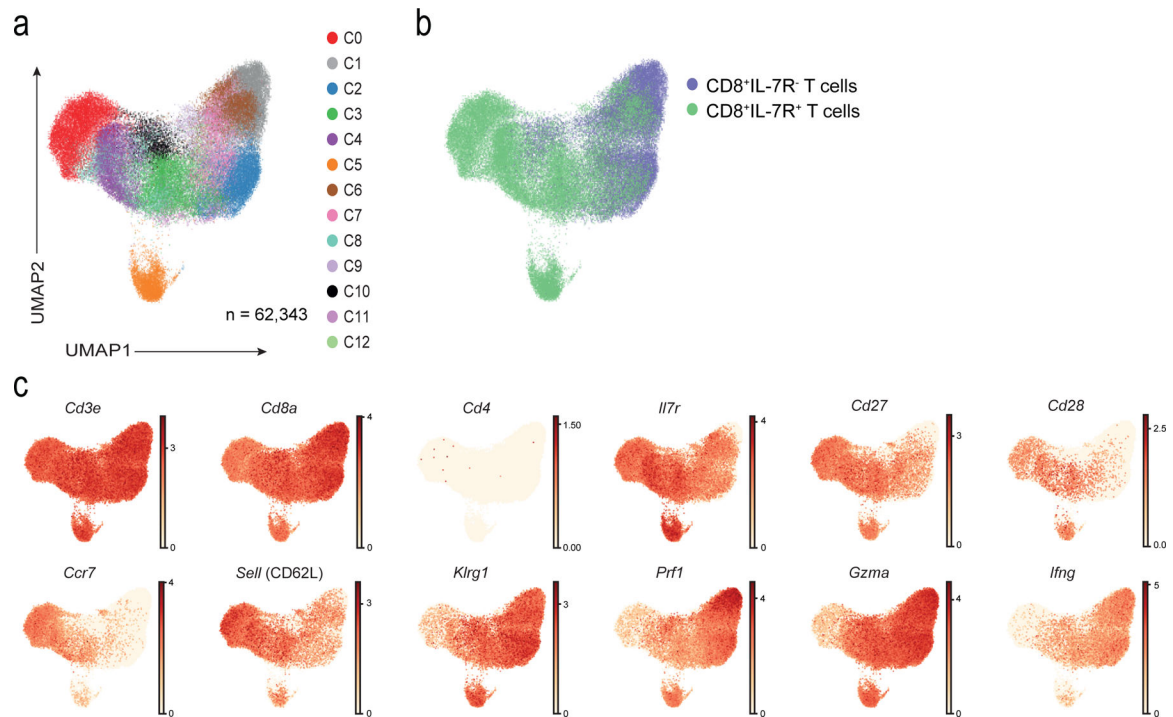 a
C0
C1
C2
C3
C4
C5
C6
C7
C8
C9
C10
C11
C12
UMAP2
UMAP1
n = 62,343
b
CD8⁺IL-7R⁻ T cells
CD8⁺IL-7R⁺ T cells
c
Cd3e
3
0
Cd8a
4
0
Cd4
1.50
0.00
Il7r
4
0
Cd27
3
0
Cd28
2.5
0.0
Ccr7
4
0
Sell (CD62L)
3
0
Klrg1
3
0
Prf1
4
0
Gzma
4
0
Ifng
5
0